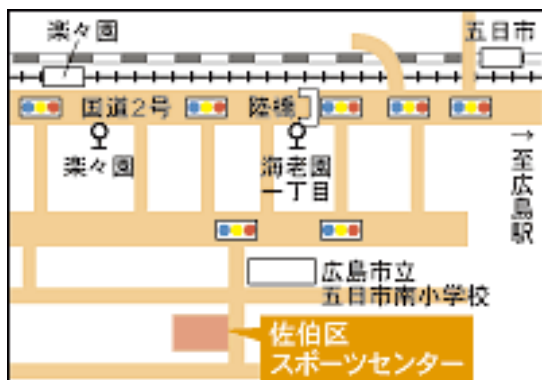 楽々園
五日市
国道2号
陸橋
楽々園
海老園
一丁目
→至広島駅
広島市立
五日市南小学校
佐伯区
スポーツセンター